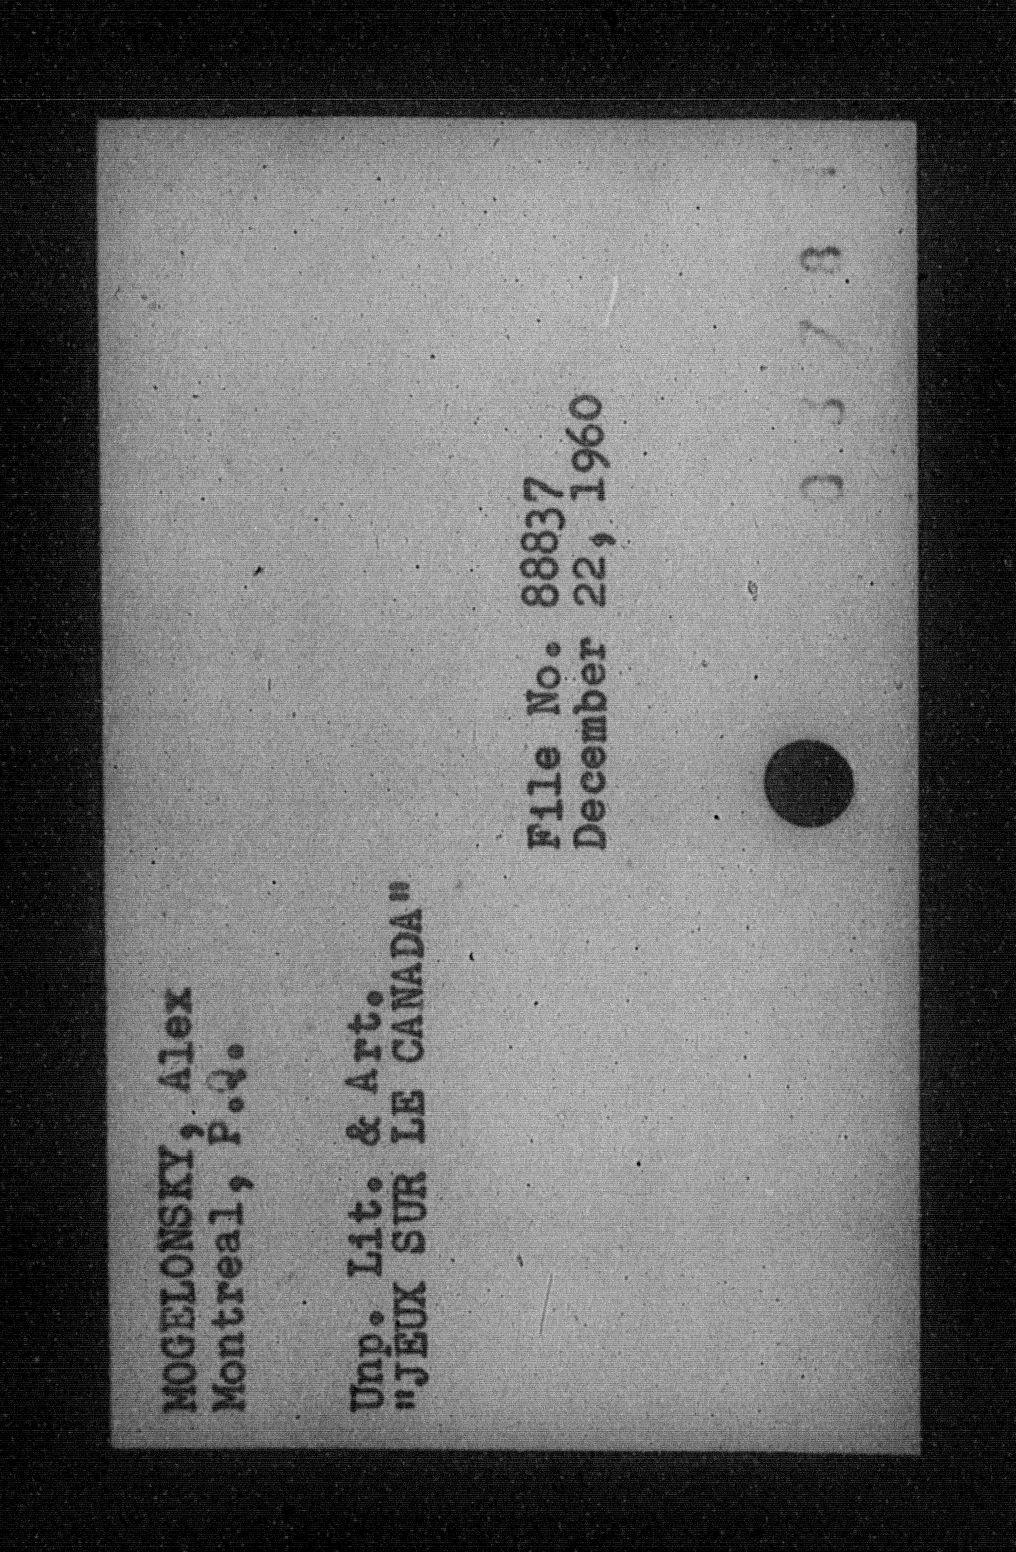 MOGELONSKY, Alex
Montreal, P.Q.
Unp. Lit. & Art.
"JEUX SUR LE CANADA"
File No. 88837
December 22, 1960